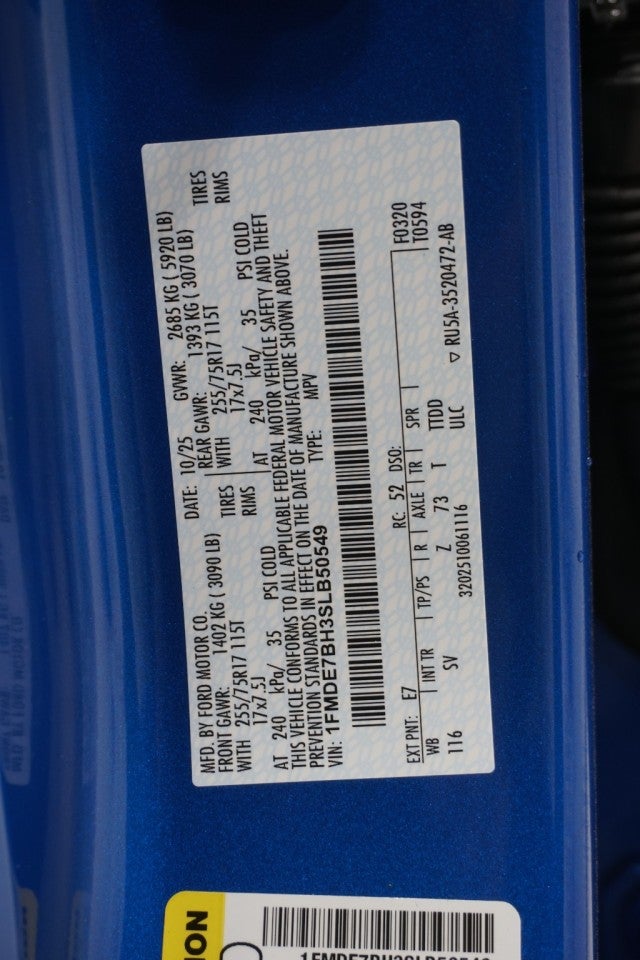 MFD. BY FORD MOTOR CO. DATE: 10/25 GVWR: 2685 KG ( 5920 LB)
FRONT GAWR: 1402 KG ( 3090 LB) REAR GAWR: 1393 KG ( 3070 LB)
WITH 255/75R17 115T TIRES WITH 255/75R17 115T TIRES
17x7.5J RIMS 17x7.5J RIMS
AT 240 kPa/ 35 PSI COLD AT 240 kPa/ 35 PSI COLD
THIS VEHICLE CONFORMS TO ALL APPLICABLE FEDERAL MOTOR VEHICLE SAFETY AND THEFT
PREVENTION STANDARDS IN EFFECT ON THE DATE OF MANUFACTURE SHOWN ABOVE.
VIN: 1FMDE7BH3SLB50549 TYPE: MPV
EXT PNT: E7 RC: 52 DSO: F0320
WB INT TR TP/PS R AXLE TR SPR T0594
116 SV Z 73 T TTDD
ULC ▽ RU5A-3520472-AB
3202510061116
1FMDE7BH3SLB50549